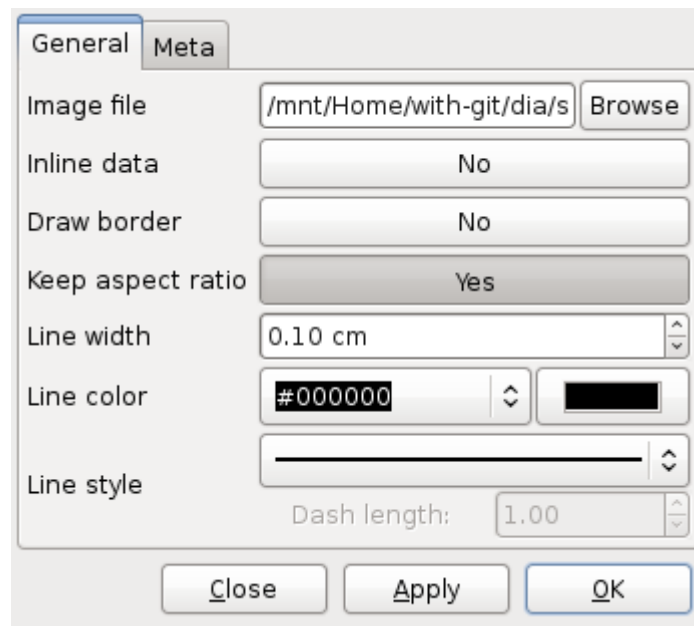 General Meta
Image file /mnt/Home/with-git/dia/s Browse
Inline data No
Draw border No
Keep aspect ratio Yes
Line width 0.10 cm
Line color #000000
Line style
Dash length: 1.00
Close Apply OK